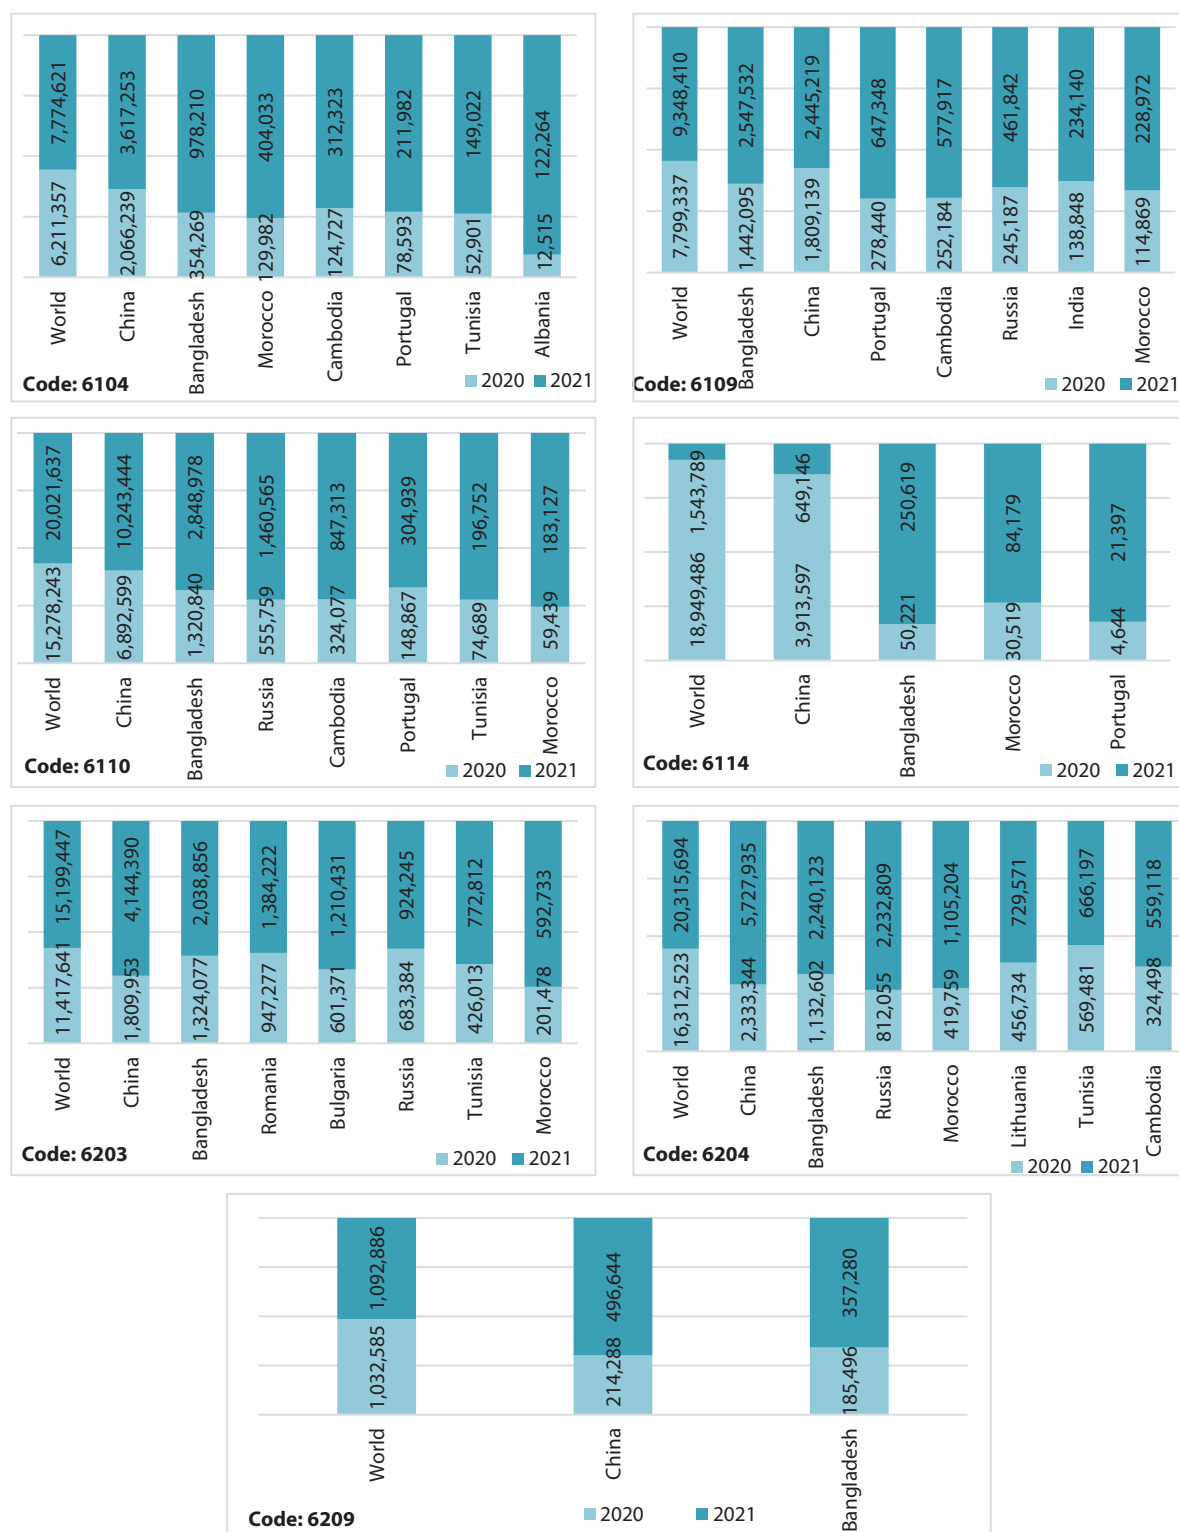 7,774,621 3,617,253 978,210 404,033 312,323 211,982 149,022 122,264
6,211,357 2,066,239 354,269 129,982 124,727 78,593 52,901 12,515
World China Bangladesh Morocco Cambodia Portugal Tunisia Albania
Code: 6104 2020 2021
9,348,410 2,547,532 2,445,219 647,348 577,917 461,842 234,140 228,972
7,799,337 1,442,095 1,809,139 278,440 252,184 245,187 138,848 114,869
World Bangladesh China Portugal Cambodia Russia India Morocco
Code: 6109 2020 2021
20,021,637 10,243,444 2,848,978 1,460,565 847,313 304,939 196,752 183,127
15,278,243 6,892,599 1,320,840 555,759 324,077 148,867 74,689 59,439
World China Bangladesh Russia Cambodia Portugal Tunisia Morocco
Code: 6110 2020 2021
1,543,789 649,146 250,619 84,179 21,397
18,949,486 3,913,597 50,221 30,519 4,644
World China Bangladesh Morocco Portugal
Code: 6114 2020 2021
15,199,447 4,144,390 2,038,856 1,384,222 1,210,431 924,245 772,812 592,733
11,417,641 1,809,953 1,324,077 947,277 601,371 683,384 426,013 201,478
World China Bangladesh Romania Bulgaria Russia Tunisia Morocco
Code: 6203 2020 2021
20,315,694 5,727,935 2,240,123 2,232,809 1,105,204 729,571 666,197 559,118
16,312,523 2,333,344 1,132,602 812,055 419,759 456,734 569,481 324,498
World China Bangladesh Russia Morocco Lithuania Tunisia Cambodia
Code: 6204 2020 2021
1,092,886 496,644 357,280
1,032,585 214,288 185,496
World China Bangladesh
Code: 6209 2020 2021